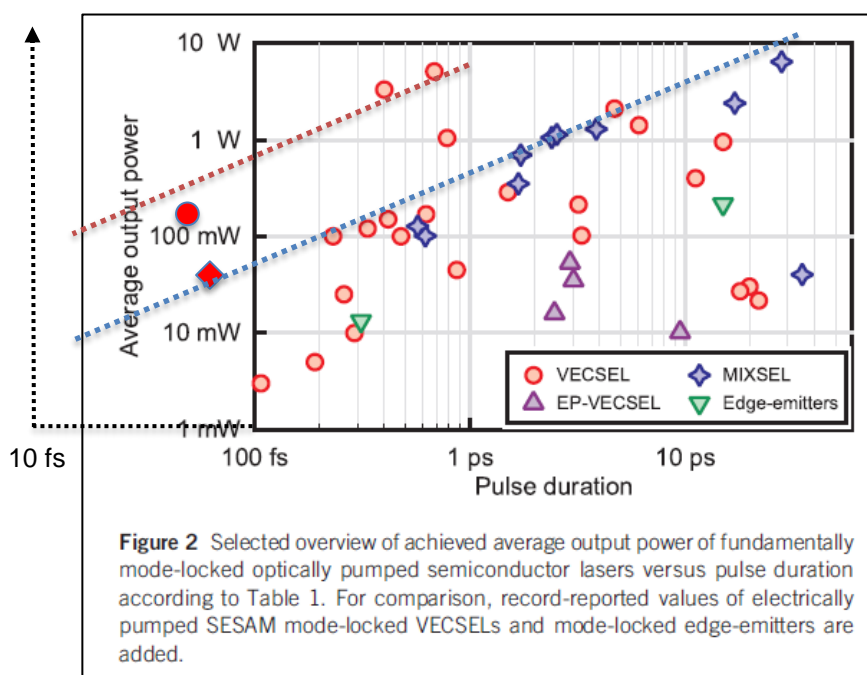 10 W
1 W
100 mW
10 mW
1 mW
Average output power
10 fs
100 fs
1 ps
10 ps
Pulse duration
VECSEL
MIXSEL
EP-VECSEL
Edge-emitters
Figure 2 Selected overview of achieved average output power of fundamentally
mode-locked optically pumped semiconductor lasers versus pulse duration
according to Table 1. For comparison, record-reported values of electrically
pumped SESAM mode-locked VECSELs and mode-locked edge-emitters are
added.